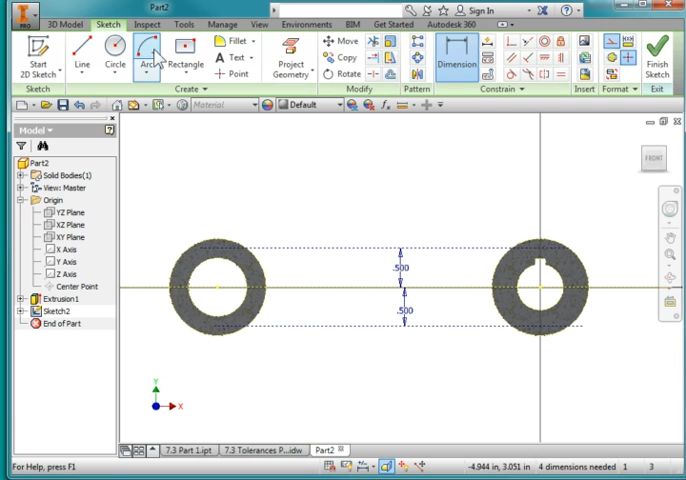 Part2
Sign In
PRO
3D Model Sketch Inspect Tools Manage View Environments BIM Get Started Autodesk 360
Start
2D Sketch
Line
Circle
Arc
Rectangle
Fillet
Text
Point
Project
Geometry
Move
Copy
Rotate
Dimension
Finish
Sketch
Sketch
Create
Modify
Pattern
Constrain
Insert
Format
Exit
Material
Default
Model
Part2
Solid Bodies(1)
View: Master
Origin
YZ Plane
XZ Plane
XY Plane
X Axis
Y Axis
Z Axis
Center Point
Extrusion1
Sketch2
End of Part
FRONT
.500
.500
Y
X
7.3 Part 1.ipt
7.3 Tolerances P...idw
Part2
For Help, press F1
-4.944 in, 3.051 in 4 dimensions needed 1 3